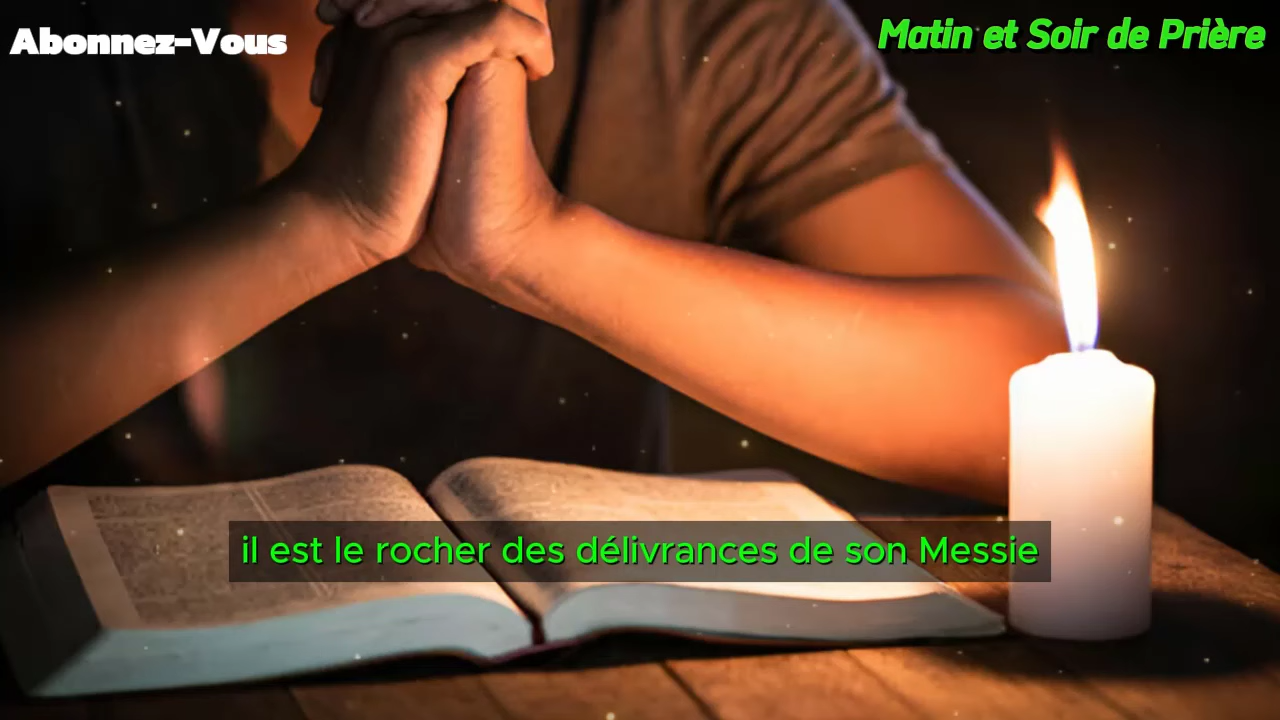 Abonnez-Vous
Matin et Soir de Prière
il est le rocher des délivrances de son Messie